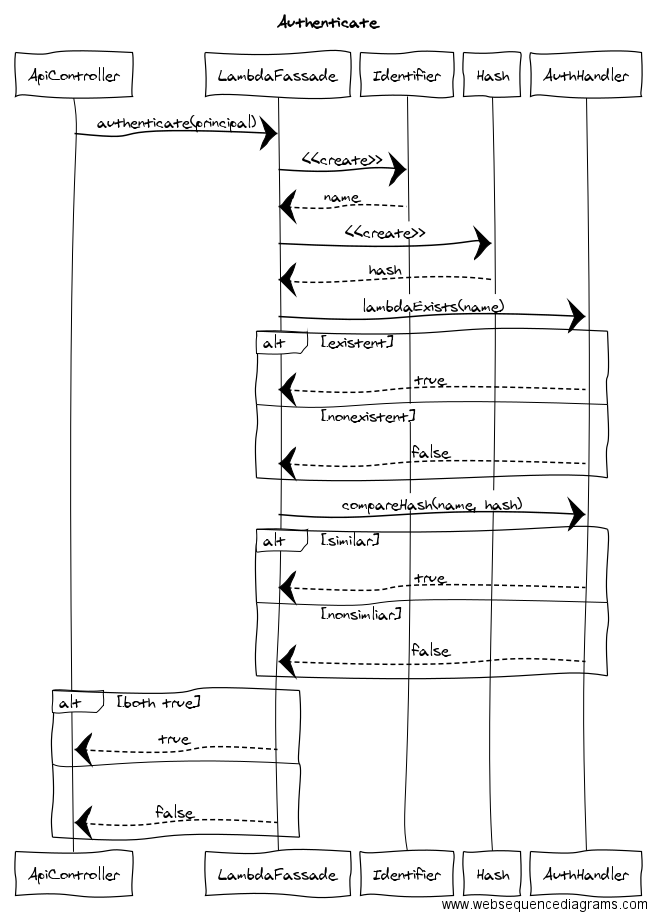 Authenticate
ApiController LambdaFassade Identifier Hash AuthHandler
authenticate(principal)
<<create>>
name
<<create>>
hash
lambdaExists(name)
alt [existent]
true
[nonexistent]
false
compareHash(name, hash)
alt [similar]
true
[nonsimliar]
false
alt [both true]
true
false
ApiController LambdaFassade Identifier Hash AuthHandler
www.websequencediagrams.com